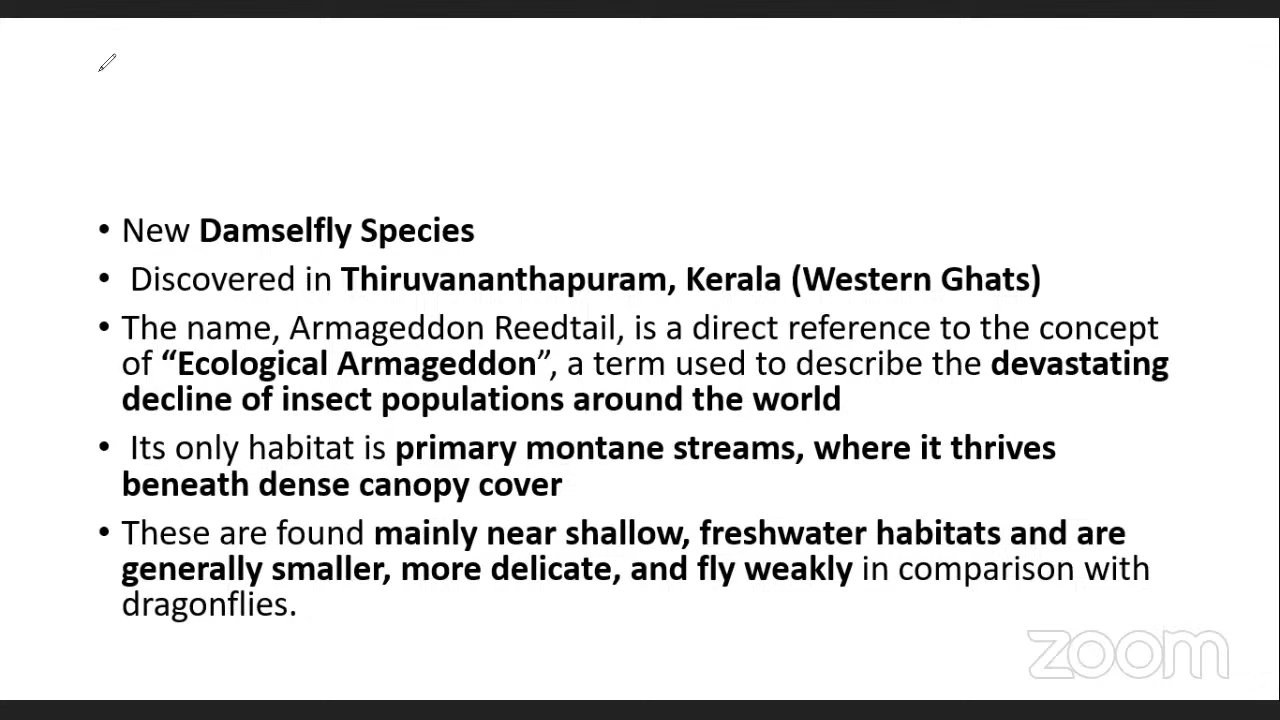 • New Damselfly Species
• Discovered in Thiruvananthapuram, Kerala (Western Ghats)
• The name, Armageddon Reedtail, is a direct reference to the concept
of “Ecological Armageddon”, a term used to describe the devastating
decline of insect populations around the world
• Its only habitat is primary montane streams, where it thrives
beneath dense canopy cover
• These are found mainly near shallow, freshwater habitats and are
generally smaller, more delicate, and fly weakly in comparison with
dragonflies.
zoom